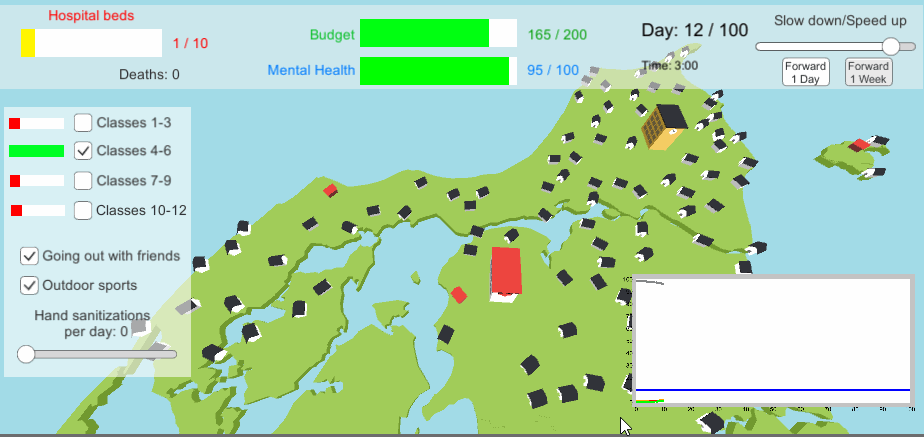 Hospital beds
1 / 10
Deaths: 0
Budget
165 / 200
Mental Health
95 / 100
Day: 12 / 100
Time: 3:00
Slow down/Speed up
Forward
1 Day
Forward
1 Week
Classes 1-3
Classes 4-6
Classes 7-9
Classes 10-12
Going out with friends
Outdoor sports
Hand sanitizations
per day: 0